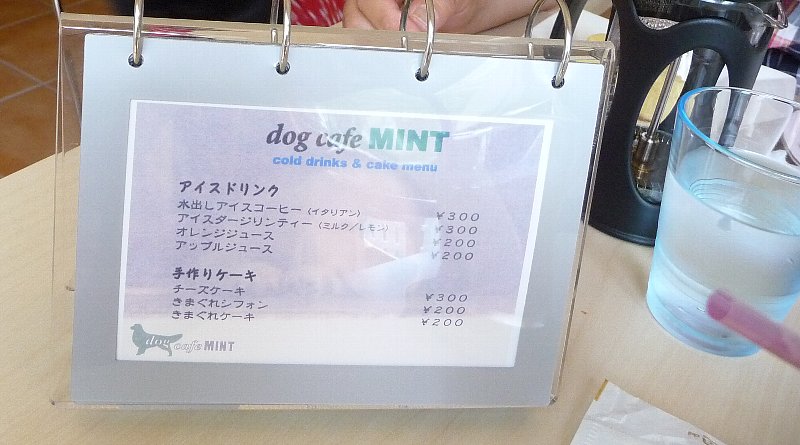 dog cafe MINT
cold drinks & cake menu
アイスドリンク
水出しアイスコーヒー (イタリアン) ¥300
アイスダージリンティー (ミルク/レモン) ¥300
オレンジジュース ¥200
アップルジュース ¥200
手作りケーキ
チーズケーキ ¥300
きまぐれシフォン ¥200
きまぐれケーキ ¥200
dog cafe MINT